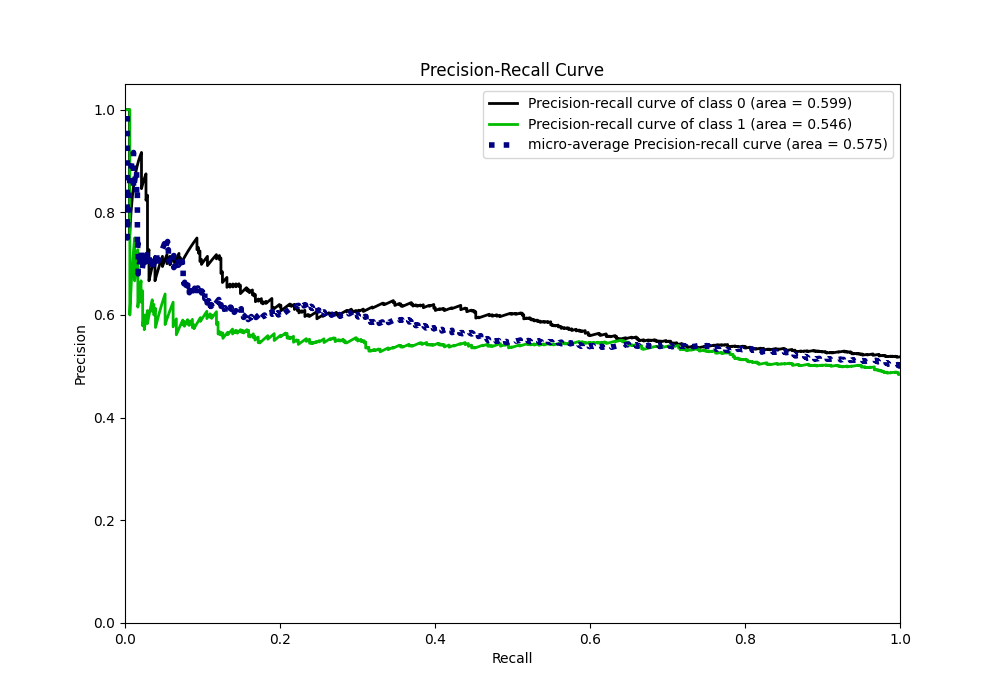 Precision-Recall Curve
Precision-recall curve of class 0 (area = 0.599)
Precision-recall curve of class 1 (area = 0.546)
micro-average Precision-recall curve (area = 0.575)
1.0
0.8
0.6
0.4
0.2
0.0
Precision
0.0 0.2 0.4 0.6 0.8 1.0
Recall